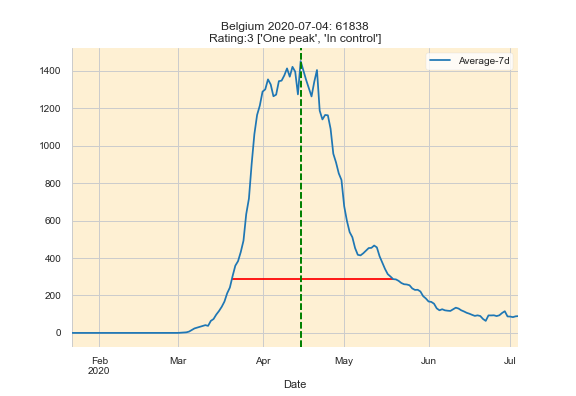 Belgium 2020-07-04: 61838
Rating:3 ['One peak', 'In control']
Average-7d
1400
1200
1000
800
600
400
200
0
Feb Mar Apr May Jun Jul
2020
Date